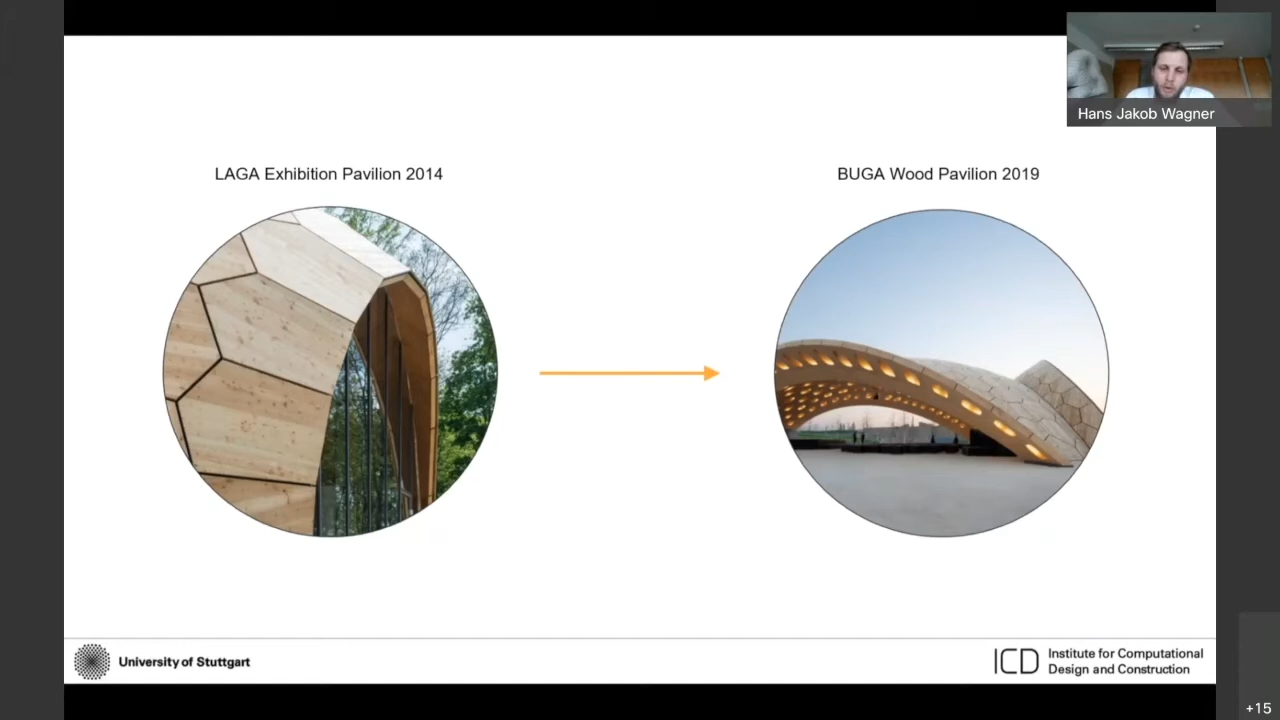 Hans Jakob Wagner
LAGA Exhibition Pavilion 2014
BUGA Wood Pavilion 2019
University of Stuttgart
ICD
Institute for Computational
Design and Construction
+15